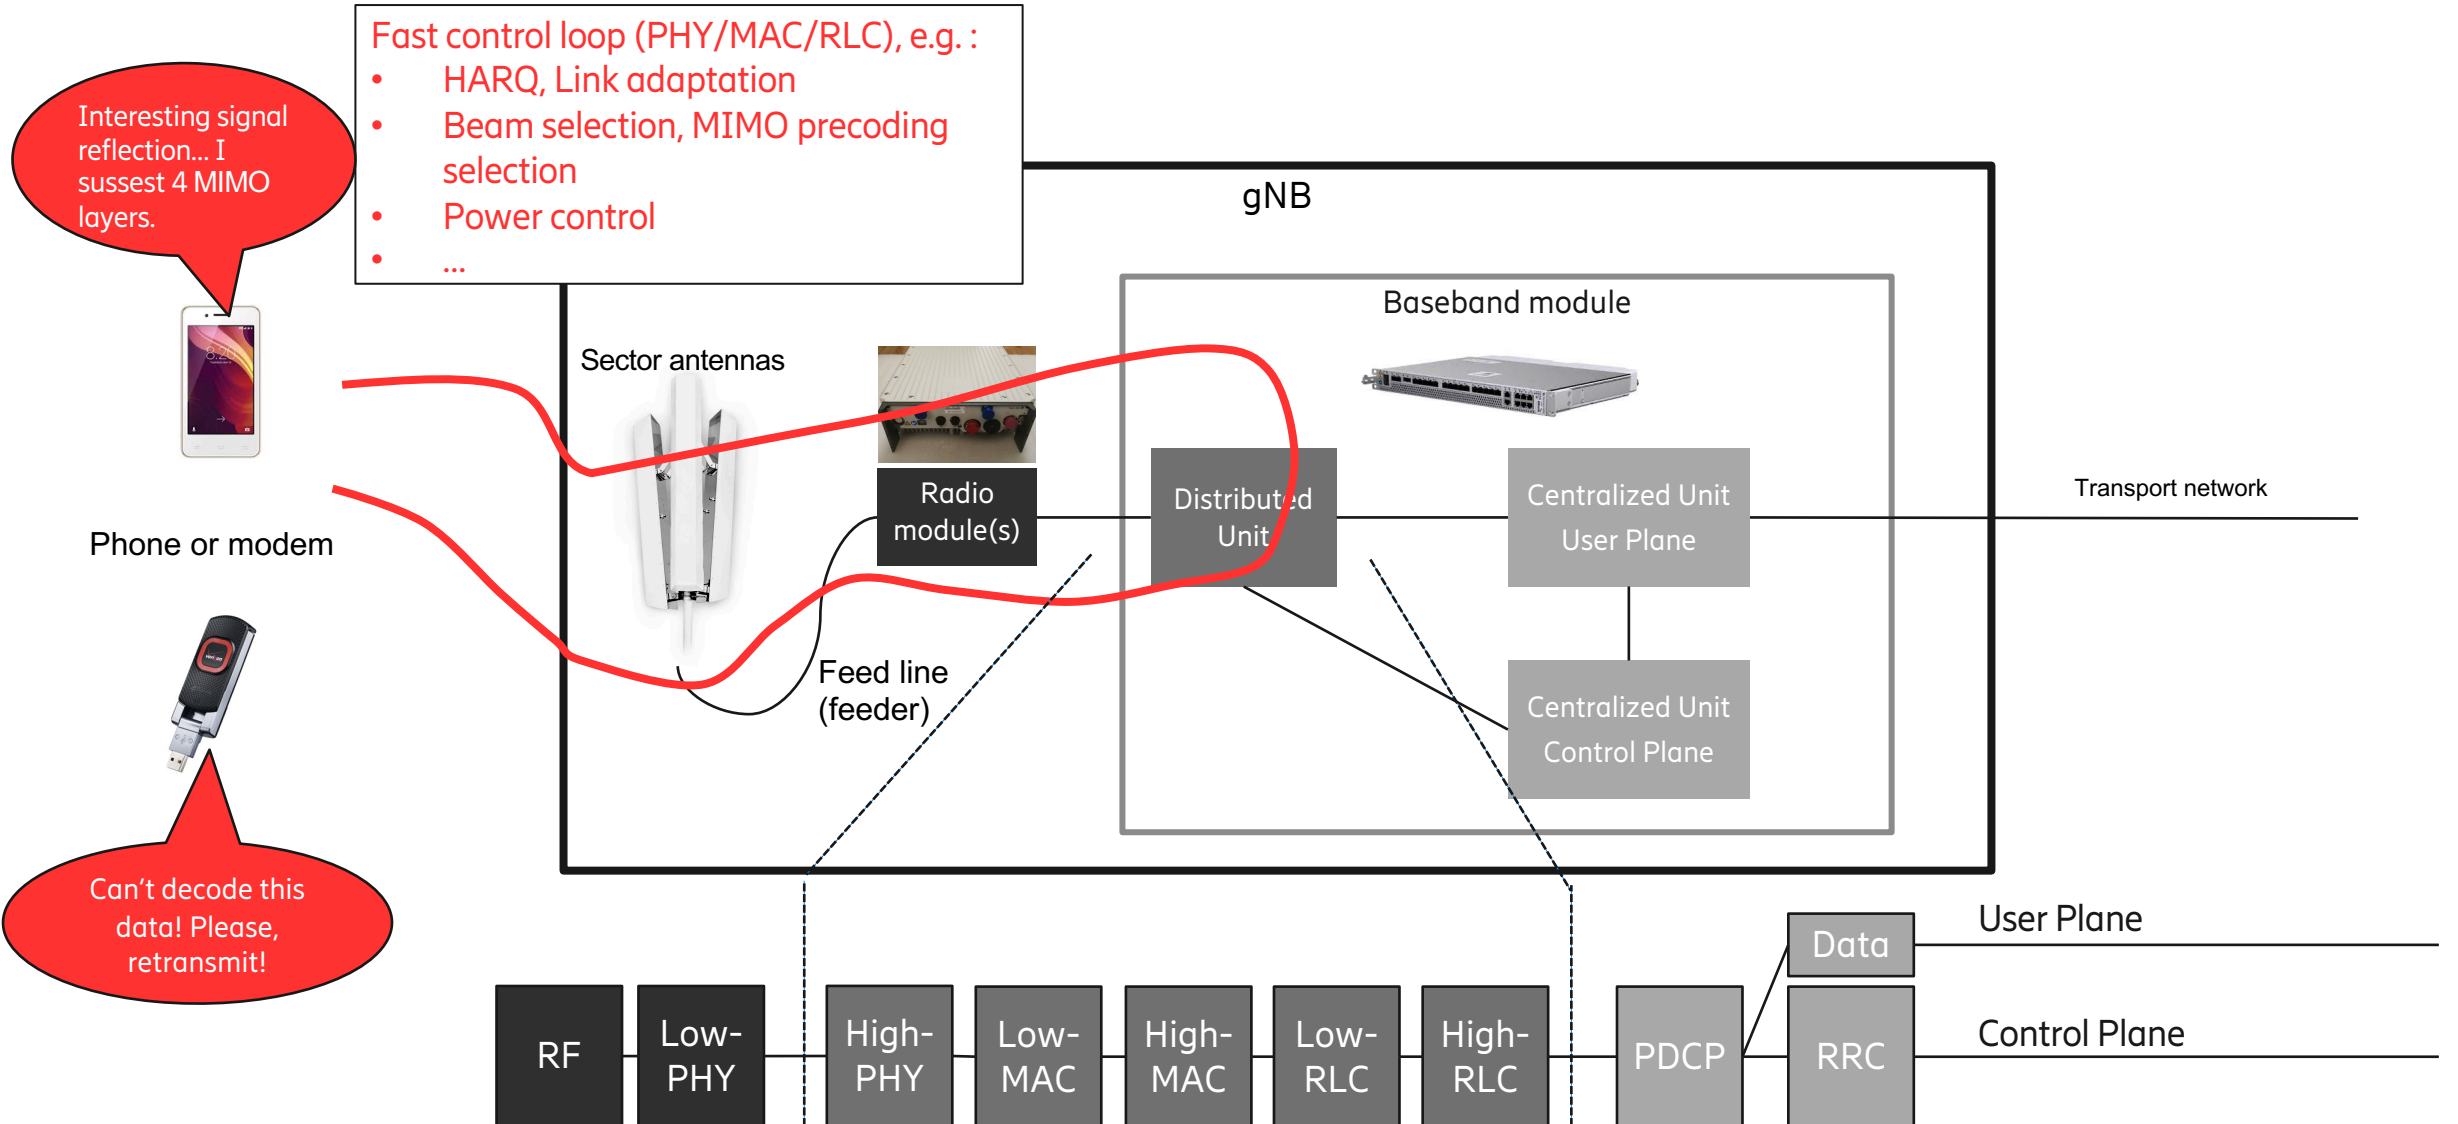 Fast control loop (PHY/MAC/RLC), e.g. :
• HARQ, Link adaptation
• Beam selection, MIMO precoding
selection
• Power control
• ...
Interesting signal
reflection... I
sussest 4 MIMO
layers.
gNB
Baseband module
Sector antennas
8:20
Radio
module(s)
Distributed
Unit
Centralized Unit
User Plane
Transport network
Phone or modem
Feed line
(feeder)
Centralized Unit
Control Plane
Can't decode this
data! Please,
retransmit!
RF
Low-
PHY
High-
PHY
Low-
MAC
High-
MAC
Low-
RLC
High-
RLC
PDCP
Data
RRC
User Plane
Control Plane